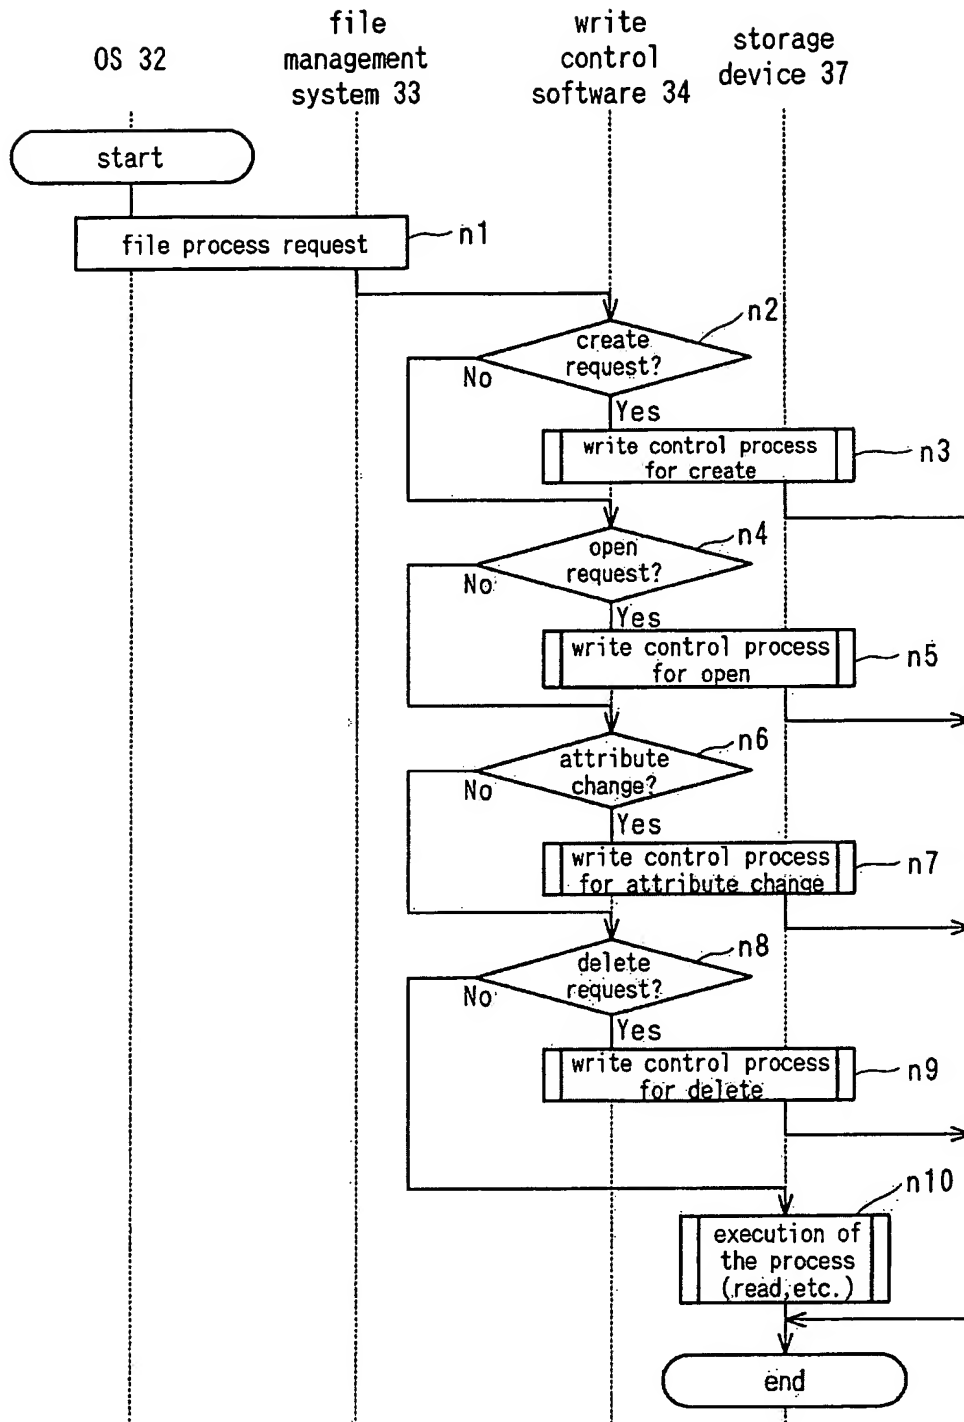 OS 32
file
management
system 33
write
control
software 34
storage
device 37
start
file process request
n1
n2
create
request?
No
Yes
write control process
for create
n3
n4
open
request?
No
Yes
write control process
for open
n5
n6
attribute
change?
No
Yes
write control process
for attribute change
n7
n8
delete
request?
No
Yes
write control process
for delete
n9
n10
execution of
the process
(read,etc.)
end